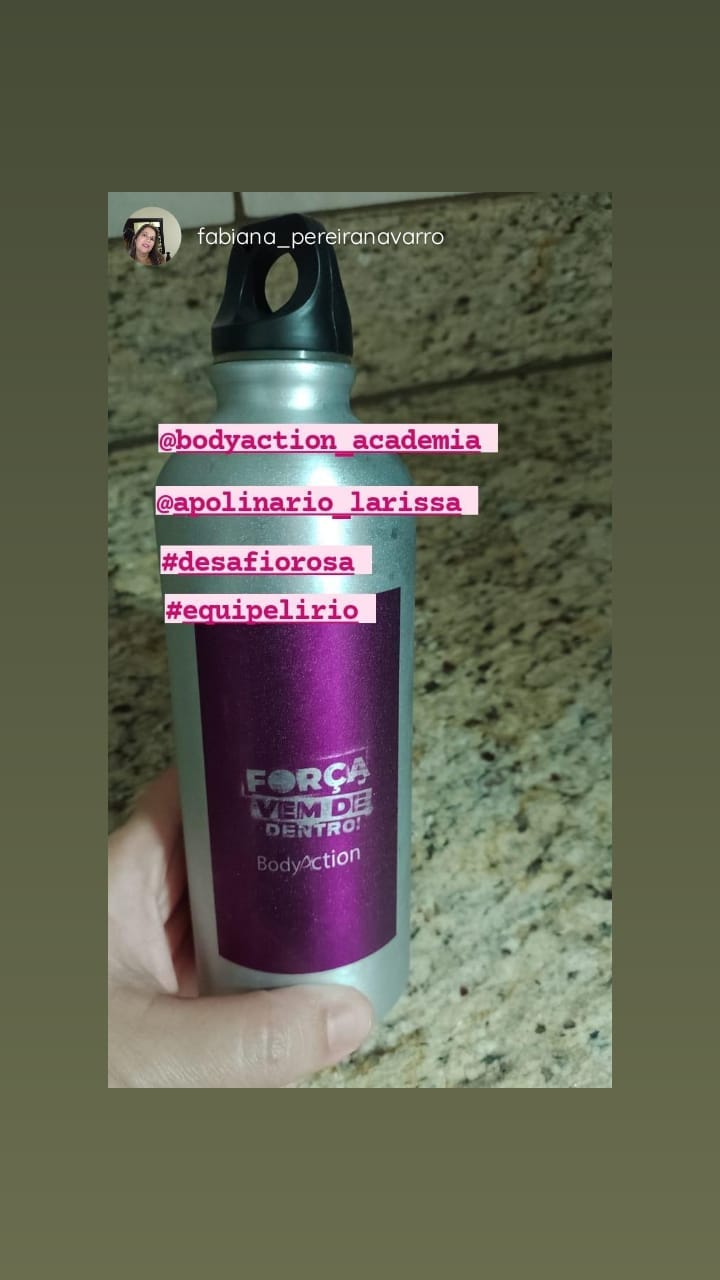 fabiana_pereiranavarro
@bodyaction_academia
@apolinario_larissa
#desafiorosa
#equipelirio
FORÇA
VEM DE
DENTRO!
BodyAction